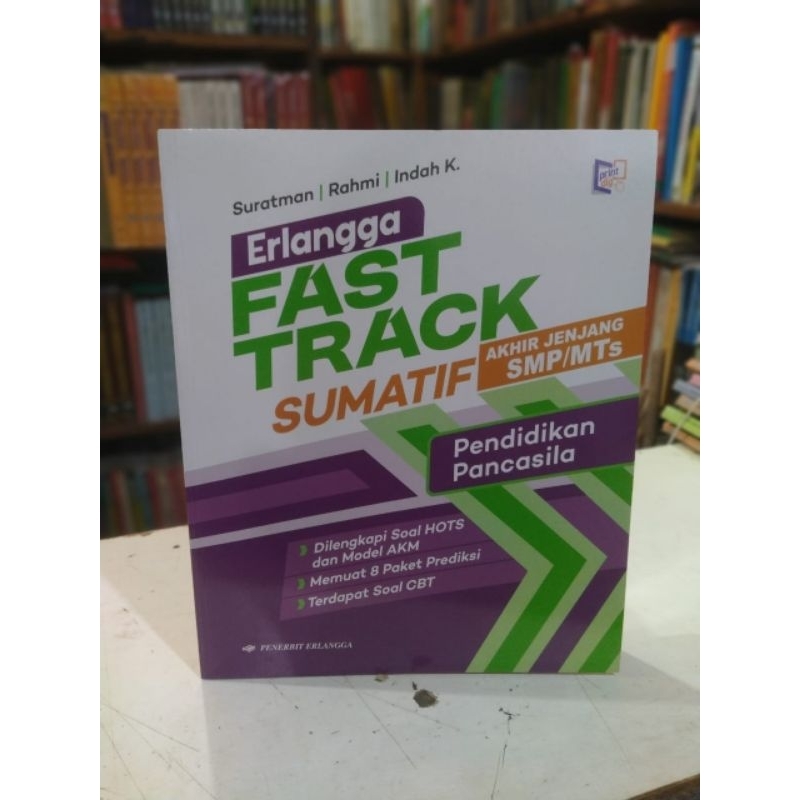 Suratman | Rahmi | Indah K.
print
Erlangga
FAST
TRACK
SUMATIF
AKHIR JENJANG
SMP/MTs
Pendidikan
Pancasila
Dilengkapi Soal HOTS
dan Model AKM
Memuat 8 Paket Prediksi
Terdapat Soal CBT
PENERBIT ERLANGGA